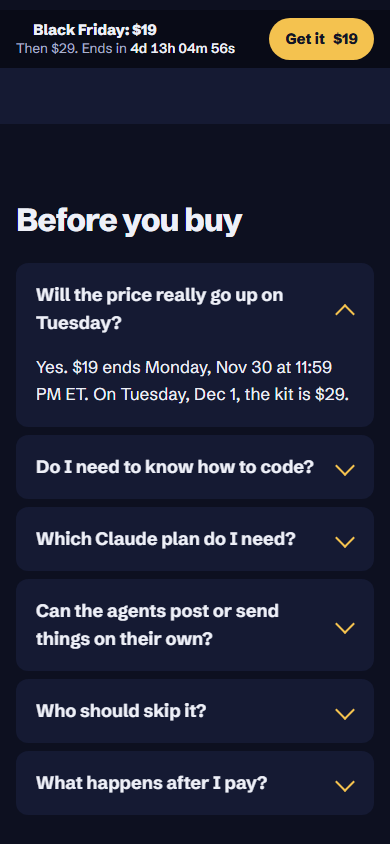 Black Friday: $19
Then $29. Ends in 4d 13h 04m 56s
Get it $19
Before you buy
Will the price really go up on
Tuesday?
Yes. $19 ends Monday, Nov 30 at 11:59
PM ET. On Tuesday, Dec 1, the kit is $29.
Do I need to know how to code?
Which Claude plan do I need?
Can the agents post or send
things on their own?
Who should skip it?
What happens after I pay?